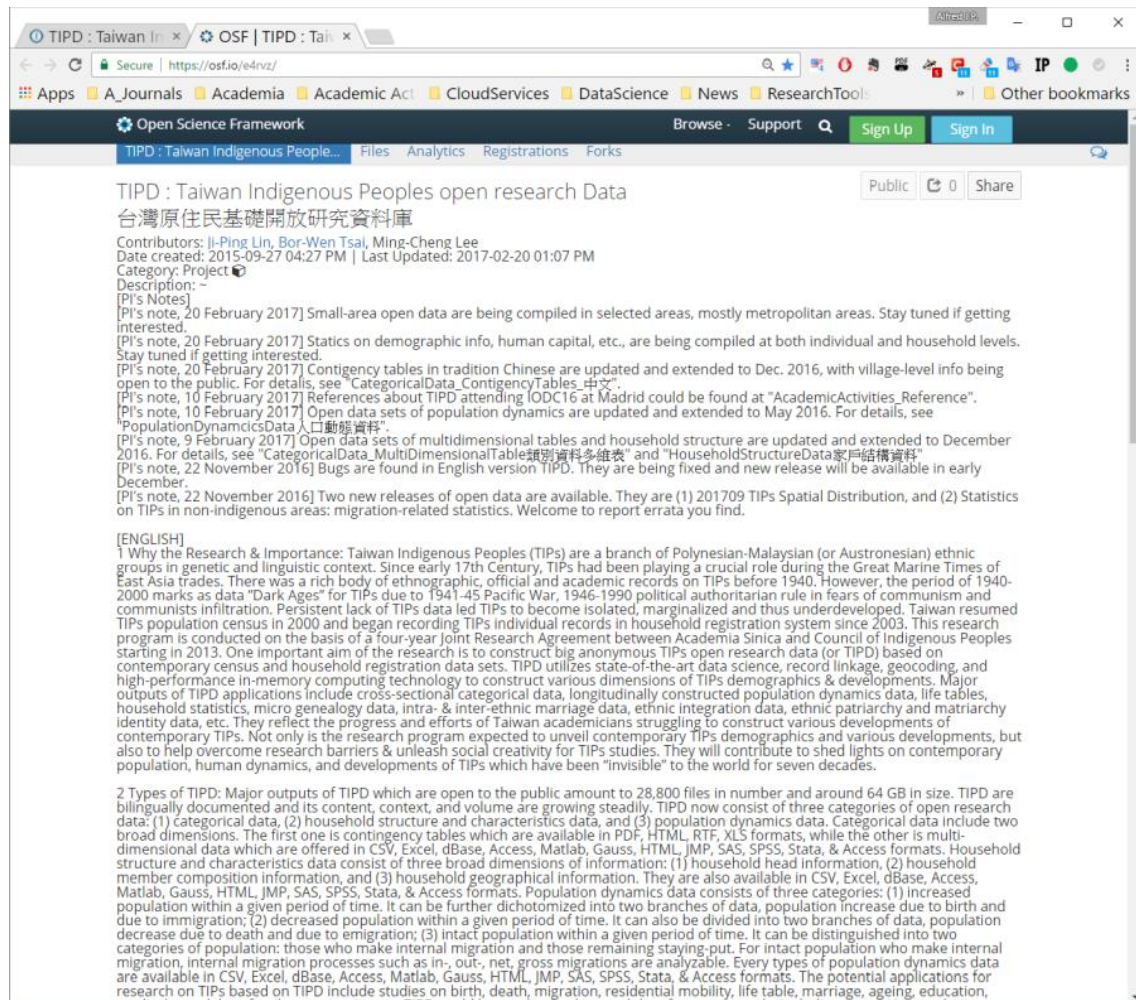 Alfred CP.
TIPD : Taiwan In
OSF | TIPD : Tai
Secure | https://osf.io/e4rvz/
IP
Apps A_Journals Academia Academic Act CloudServices DataScience News ResearchTools » Other bookmarks
Open Science Framework Browse Support Sign Up Sign In
TIPD : Taiwan Indigenous People... Files Analytics Registrations Forks
TIPD : Taiwan Indigenous Peoples open research Data Public 0 Share
台灣原住民基礎開放研究資料庫
Contributors: Ji-Ping Lin, Bor-Wen Tsai, Ming-Cheng Lee
Date created: 2015-09-27 04:27 PM | Last Updated: 2017-02-20 01:07 PM
Category: Project
Description: ~
[PI's Notes]
[PI's note, 20 February 2017] Small-area open data are being compiled in selected areas, mostly metropolitan areas. Stay tuned if getting
interested.
[PI's note, 20 February 2017] Statics on demographic info, human capital, etc., are being compiled at both individual and household levels.
Stay tuned if getting interested.
[PI's note, 20 February 2017] Contigency tables in tradition Chinese are updated and extended to Dec. 2016, with village-level info being
open to the public. For details, see "CategoricalData_ContigencyTables_中文".
[PI's note, 10 February 2017] References about TIPD attending IODC16 at Madrid could be found at "AcademicActivities_Reference".
[PI's note, 10 February 2017] Open data sets of population dynamics are updated and extended to May 2016. For details, see
"PopulationDynamcicsData人口動態資料".
[PI's note, 9 February 2017] Open data sets of multidimensional tables and household structure are updated and extended to December
2016. For details, see "CategoricalData_MultiDimensionalTable類別資料多維表" and "HouseholdStructureData家戶結構資料"
[PI's note, 22 November 2016] Bugs are found in English version TIPD. They are being fixed and new release will be available in early
December.
[PI's note, 22 November 2016] Two new releases of open data are available. They are (1) 201709 TIPs Spatial Distribution, and (2) Statistics
on TIPs in non-indigenous areas: migration-related statistics. Welcome to report errata you find.
[ENGLISH]
1 Why the Research & Importance: Taiwan Indigenous Peoples (TIPs) are a branch of Polynesian-Malaysian (or Austronesian) ethnic
groups in genetic and linguistic context. Since early 17th Century, TIPs had been playing a crucial role during the Great Marine Times of
East Asia trades. There was a rich body of ethnographic, official and academic records on TIPs before 1940. However, the period of 1940-
2000 marks as data "Dark Ages" for TIPs due to 1941-45 Pacific War, 1946-1990 political authoritarian rule in fears of communism and
communists infiltration. Persistent lack of TIPs data led TIPs to become isolated, marginalized and thus underdeveloped. Taiwan resumed
TIPs population census in 2000 and began recording TIPs individual records in household registration system since 2003. This research
program is conducted on the basis of a four-year Joint Research Agreement between Academia Sinica and Council of Indigenous Peoples
starting in 2013. One important aim of the research is to construct big anonymous TIPs open research data (or TIPD) based on
contemporary census and household registration data sets. TIPD utilizes state-of-the-art data science, record linkage, geocoding, and
high-performance in-memory computing technology to construct various dimensions of TIPs demographics & developments. Major
outputs of TIPD applications include cross-sectional categorical data, longitudinally constructed population dynamics data, life tables,
household statistics, micro genealogy data, intra- & inter-ethnic marriage data, ethnic integration data, ethnic patriarchy and matriarchy
identity data, etc. They reflect the progress and efforts of Taiwan academicians struggling to construct various developments of
contemporary TIPs. Not only is the research program expected to unveil contemporary TIPs demographics and various developments, but
also to help overcome research barriers & unleash social creativity for TIPs studies. They will contribute to shed lights on contemporary
population, human dynamics, and developments of TIPs which have been "invisible" to the world for seven decades.
2 Types of TIPD: Major outputs of TIPD which are open to the public amount to 28,800 files in number and around 64 GB in size. TIPD are
bilingually documented and its content, context, and volume are growing steadily. TIPD now consist of three categories of open research
data: (1) categorical data, (2) household structure and characteristics data, and (3) population dynamics data. Categorical data include two
broad dimensions. The first one is contingency tables which are available in PDF, HTML, RTF, XLS formats, while the other is multi-
dimensional data which are offered in CSV, Excel, dBase, Access, Matlab, Gauss, HTML, JMP, SAS, SPSS, Stata, & Access formats. Household
structure and characteristics data consist of three broad dimensions of information: (1) household head information, (2) household
member composition information, and (3) household geographical information. They are also available in CSV, Excel, dBase, Access,
Matlab, Gauss, HTML, JMP, SAS, SPSS, Stata, & Access formats. Population dynamics data consists of three categories: (1) increased
population within a given period of time. It can be further dichotomized into two branches of data, population increase due to birth and
due to immigration; (2) decreased population within a given period of time. It can also be divided into two branches of data, population
decrease due to death and due to emigration; (3) intact population within a given period of time. It can be distinguished into two
categories of population: those who make internal migration and those remaining staying-put. For intact population who make internal
migration, internal migration processes such as in-, out-, net, gross migrations are analyzable. Every types of population dynamics data
are available in CSV, Excel, dBase, Access, Matlab, Gauss, HTML, JMP, SAS, SPSS, Stata, & Access formats. The potential applications for
research on TIPs based on TIPD include studies on birth, death, migration, residential mobility, life table, marriage, ageing, education,